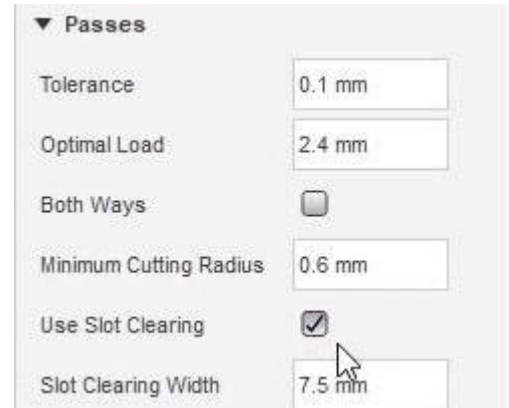 ▼ Passes
Tolerance 0.1 mm
Optimal Load 2.4 mm
Both Ways
Minimum Cutting Radius 0.6 mm
Use Slot Clearing
Slot Clearing Width 7.5 mm